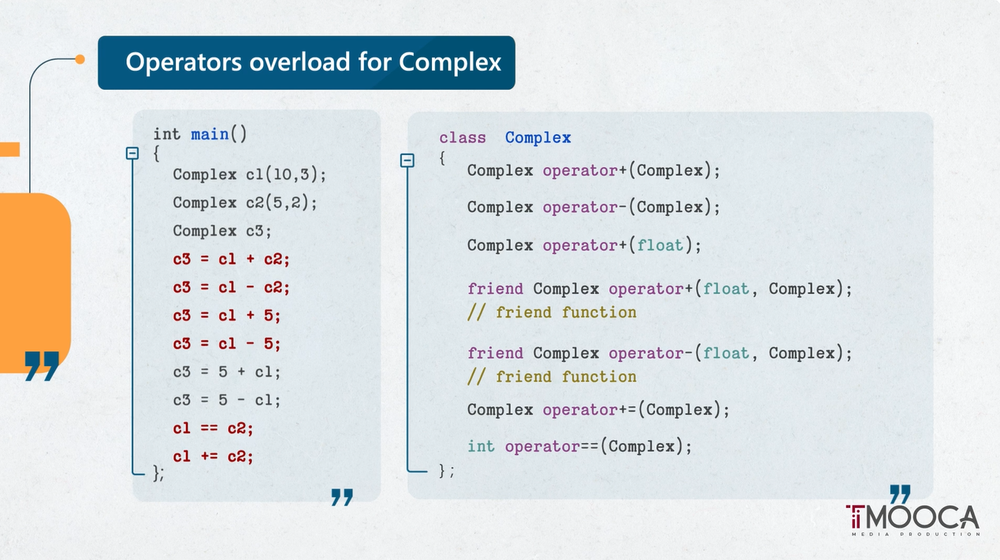 Operators overload for Complex
int main()
{
Complex c1(10,3);
Complex c2(5,2);
Complex c3;
c3 = c1 + c2;
c3 = c1 - c2;
c3 = c1 + 5;
c3 = c1 - 5;
c3 = 5 + c1;
c3 = 5 - c1;
c1 == c2;
c1 += c2;
};
class Complex
{
Complex operator+(Complex);
Complex operator-(Complex);
Complex operator+(float);
friend Complex operator+(float, Complex);
// friend function
friend Complex operator-(float, Complex);
// friend function
Complex operator+=(Complex);
int operator==(Complex);
};
TMOOCA
MEDIA PRODUCTION